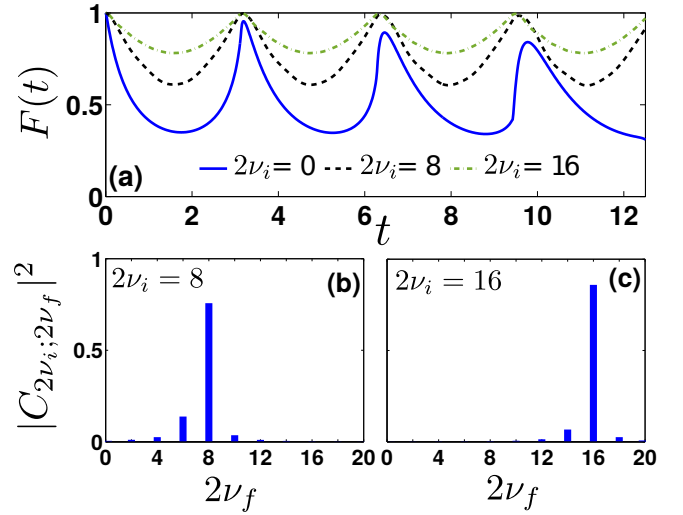 1
0.5
0
F(t)
(a)
2ν_i = 0
2ν_i = 8
2ν_i = 16
0 2 4 6 8 10 12
t
|C_{2ν_i;2ν_f}|^2
1
0.5
0
2ν_i = 8
(b)
2ν_i = 16
(c)
0 4 8 12 16 20
0 4 8 12 16 20
2ν_f
2ν_f